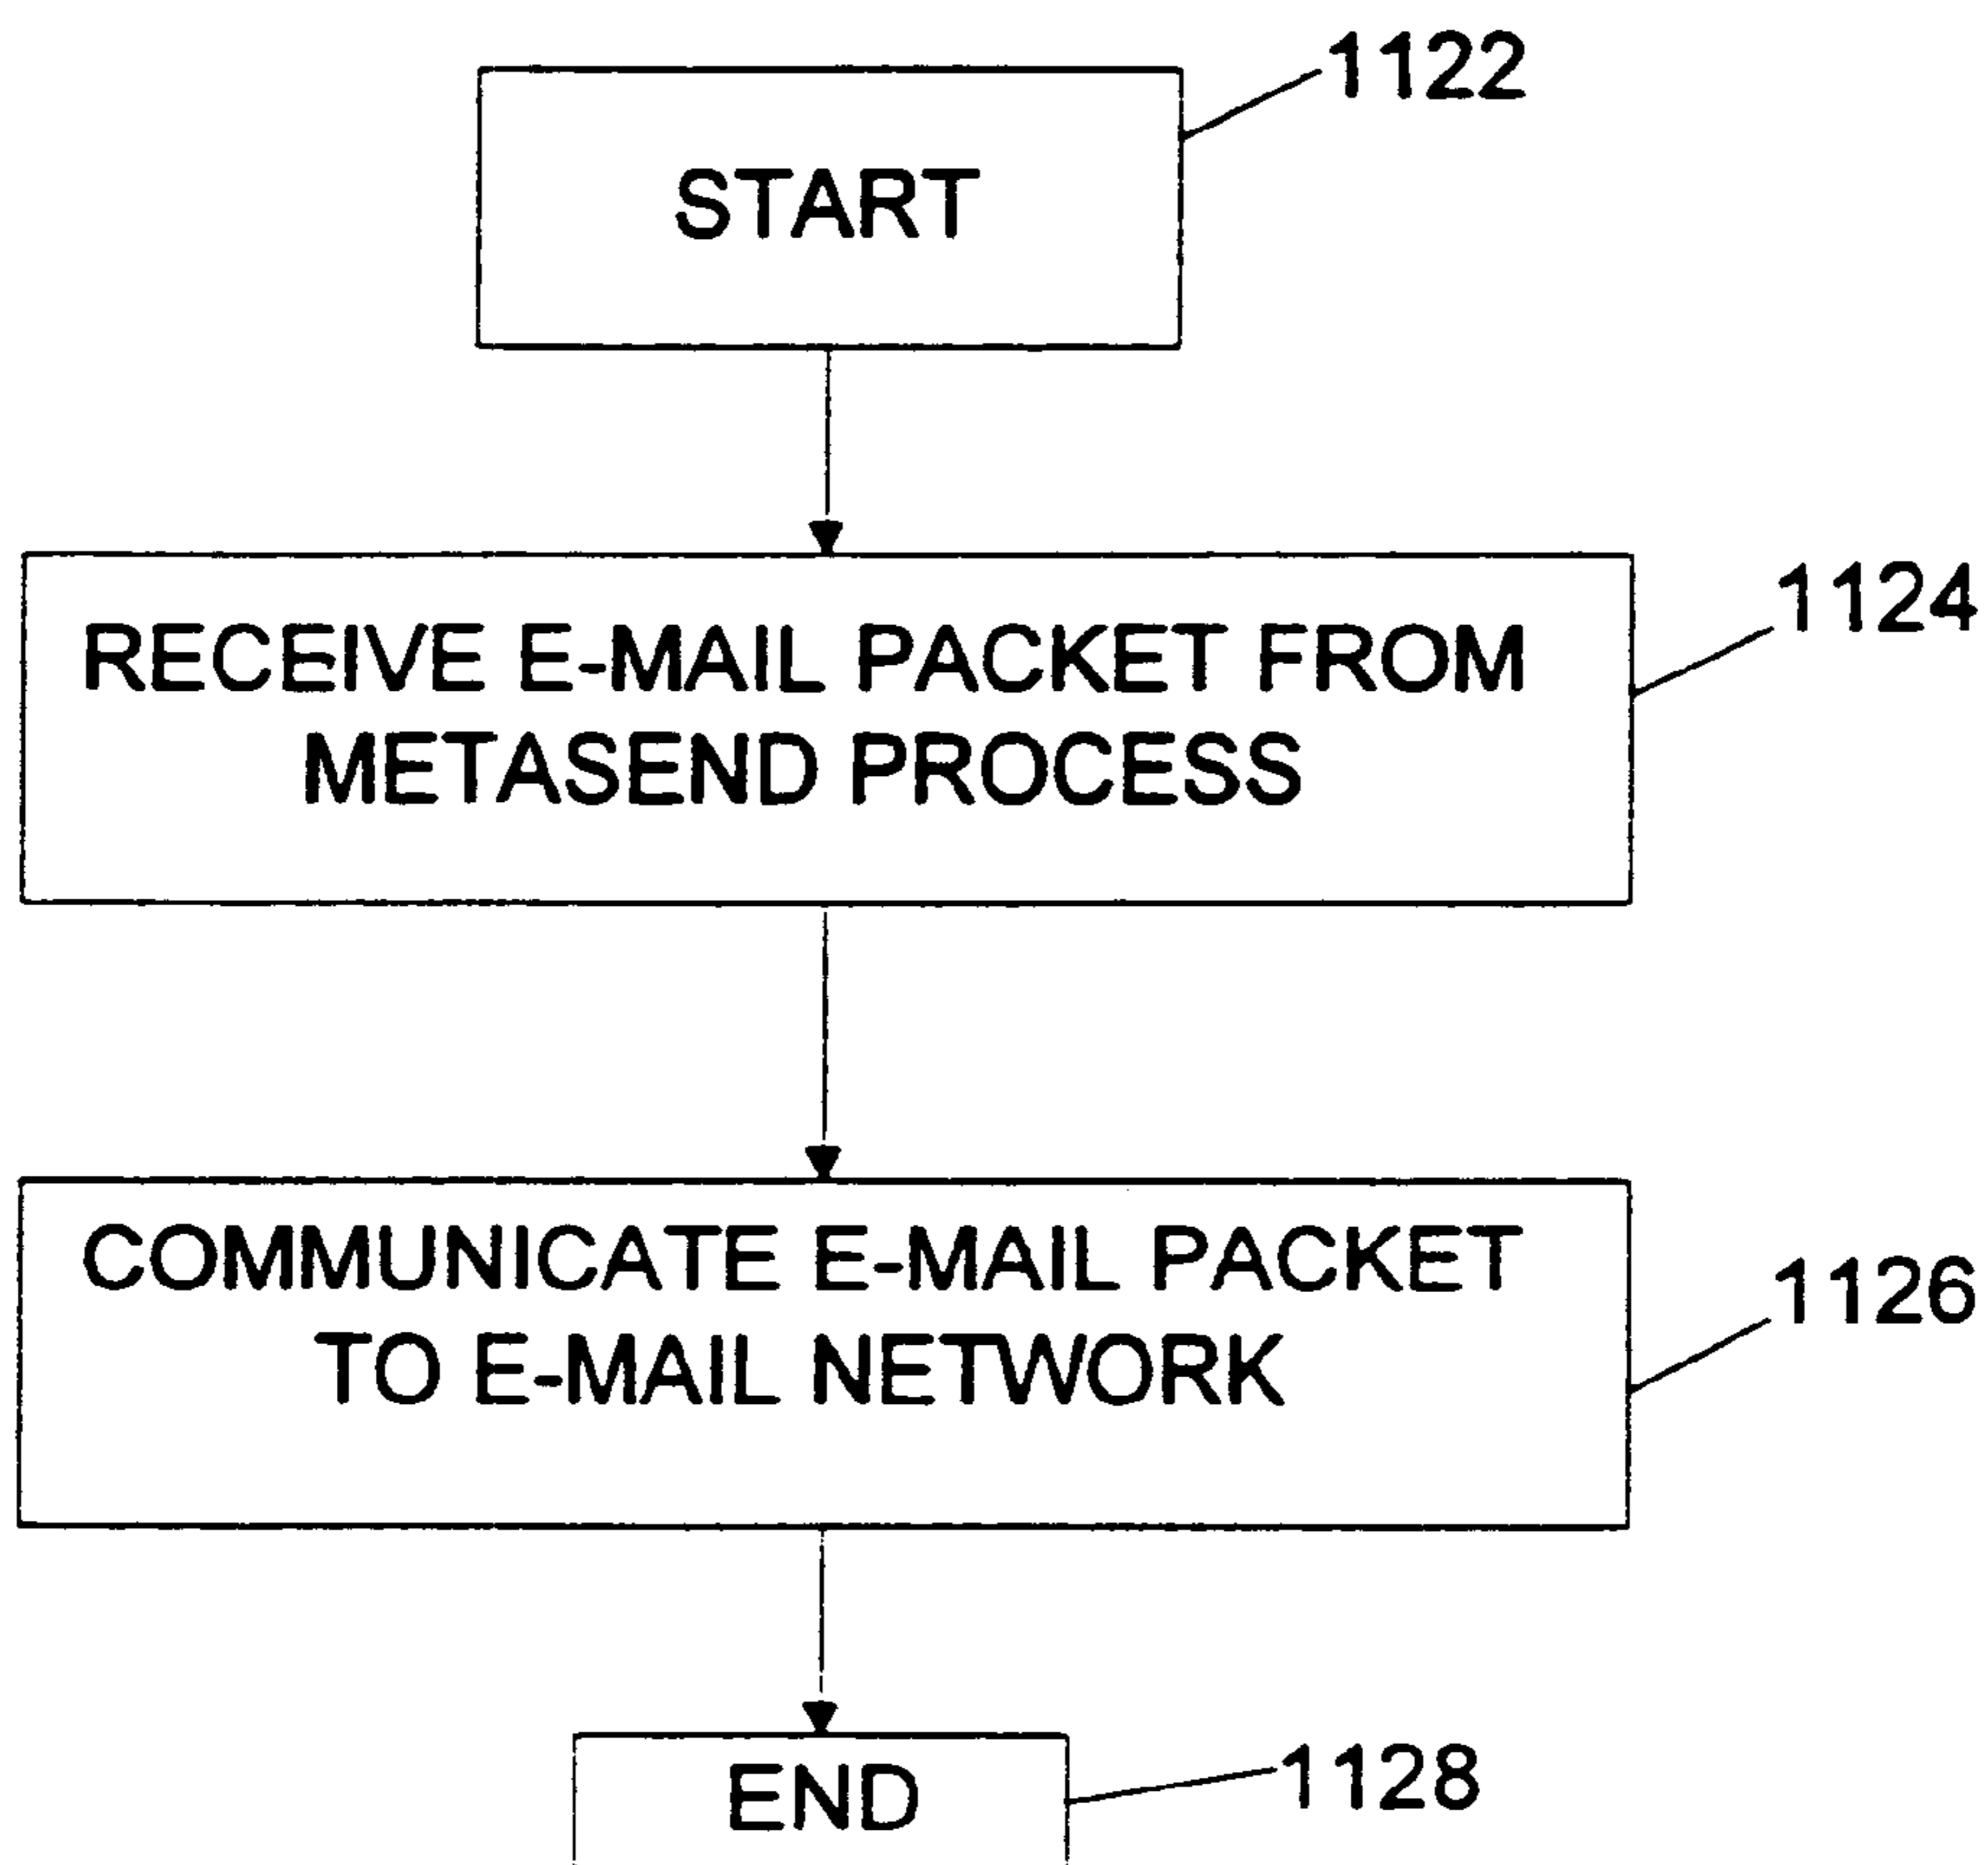 1122
START
1124
RECEIVE E-MAIL PACKET FROM
METASEND PROCESS
COMMUNICATE E-MAIL PACKET
1126
TO E-MAIL NETWORK
END
1128